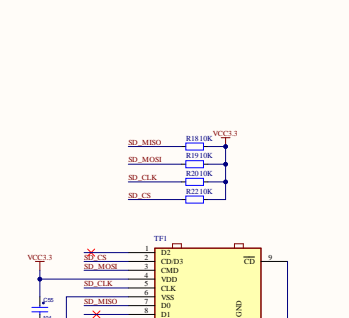 VCC3.3
SD_MISO R18 10K
SD_MOSI R19 10K
SD_CLK R20 10K
SD_CS R22 10K
TF1
1 D2
VCC3.3 SD_CS 2 CD/D3 CD 9
SD_MOSI 3 CMD
4 VDD
SD_CLK 5 CLK
6 VSS
SD_MISO 7 D0
8 D1
GND